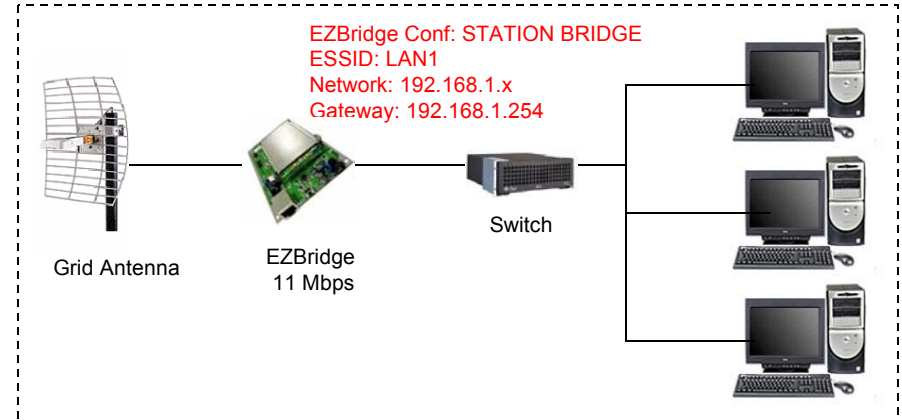 EZBridge Conf: STATION BRIDGE
ESSID: LAN1
Network: 192.168.1.x
Gateway: 192.168.1.254
Switch
EZBridge
11 Mbps
Grid Antenna